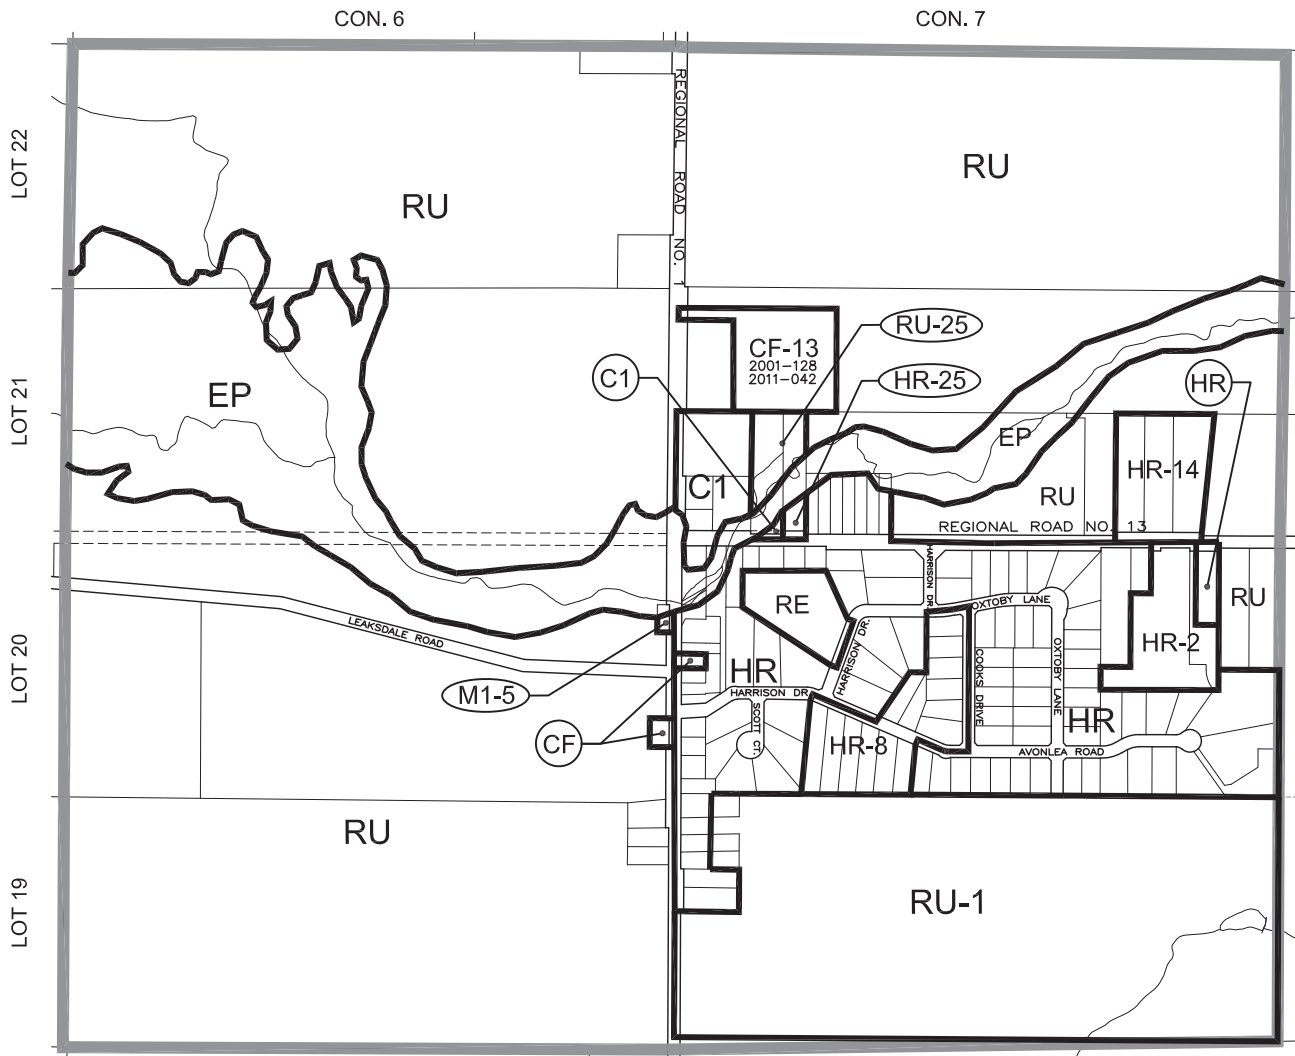 CON. 6
CON. 7
LOT 22
REGIONAL ROAD NO. 1
RU
RU
RU-25
CF-13
2001-128
2011-042
C1
HR-25
HR
LOT 21
EP
EP
HR-14
C1
RU
REGIONAL ROAD NO. 13
HARRISON DR.
OXTOBY LANE
RE
RU
LEAKSDALE ROAD
HARRISON DR.
HR-2
LOT 20
HR
COOKS DRIVE
OXTOBY LANE
M1-5
HARRISON DR.
SCOTT CT.
HR
CF
HR-8
AVONLEA ROAD
RU
LOT 19
RU-1